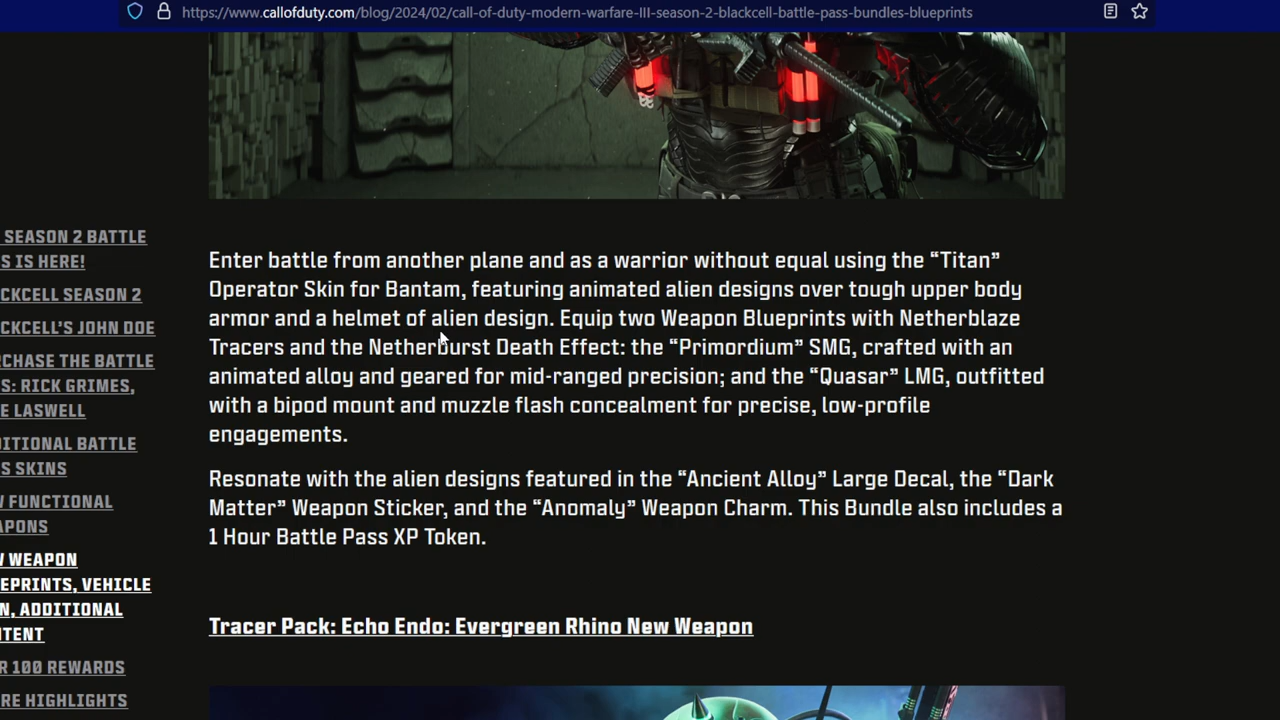 https://www.callofduty.com/blog/2024/02/call-of-duty-modern-warfare-III-season-2-blackcell-battle-pass-bundles-blueprints
SEASON 2 BATTLE
S IS HERE!
CKCELL SEASON 2
CKCELL’S JOHN DOE
RCHASE THE BATTLE
S: RICK GRIMES,
E LASWELL
DITIONAL BATTLE
S SKINS
W FUNCTIONAL
APONS
W WEAPON
EPRINTS, VEHICLE
N, ADDITIONAL
TENT
R 100 REWARDS
RE HIGHLIGHTS
Enter battle from another plane and as a warrior without equal using the “Titan”
Operator Skin for Bantam, featuring animated alien designs over tough upper body
armor and a helmet of alien design. Equip two Weapon Blueprints with Netherblaze
Tracers and the Netherburst Death Effect: the “Primordium” SMG, crafted with an
animated alloy and geared for mid-ranged precision; and the “Quasar” LMG, outfitted
with a bipod mount and muzzle flash concealment for precise, low-profile
engagements.
Resonate with the alien designs featured in the “Ancient Alloy” Large Decal, the “Dark
Matter” Weapon Sticker, and the “Anomaly” Weapon Charm. This Bundle also includes a
1 Hour Battle Pass XP Token.
Tracer Pack: Echo Endo: Evergreen Rhino New Weapon